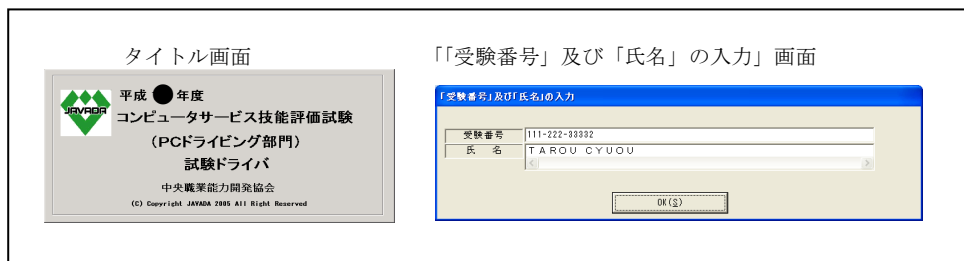 タイトル画面
「「受験番号」及び「氏名」の入力」画面
JAVADA
平成●年度
コンピュータサービス技能評価試験
(PCドライビング部門)
試験ドライバ
中央職業能力開発協会
(C) Copyright JAVADA 2005 All Right Reserved
「受験番号」及び「氏名」の入力
受験番号 111-222-33332
氏 名 TAROU CYUOU
OK(S)